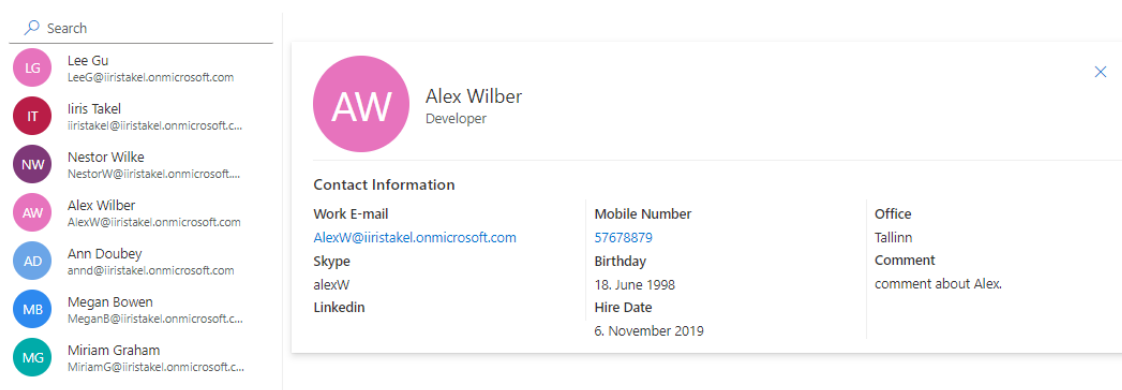 Search
LG
Lee Gu
LeeG@iiristakel.onmicrosoft.com
IT
Iiris Takel
iiristakel@iiristakel.onmicrosoft.c...
NW
Nestor Wilke
NestorW@iiristakel.onmicrosoft....
AW
Alex Wilber
AlexW@iiristakel.onmicrosoft.com
AD
Ann Doubey
annd@iiristakel.onmicrosoft.com
MB
Megan Bowen
MeganB@iiristakel.onmicrosoft.c...
MG
Miriam Graham
MiriamG@iiristakel.onmicrosoft.c...
AW
Alex Wilber
Developer
Contact Information
Work E-mail
AlexW@iiristakel.onmicrosoft.com
Skype
alexW
Linkedin
Mobile Number
57678879
Birthday
18. June 1998
Hire Date
6. November 2019
Office
Tallinn
Comment
comment about Alex.